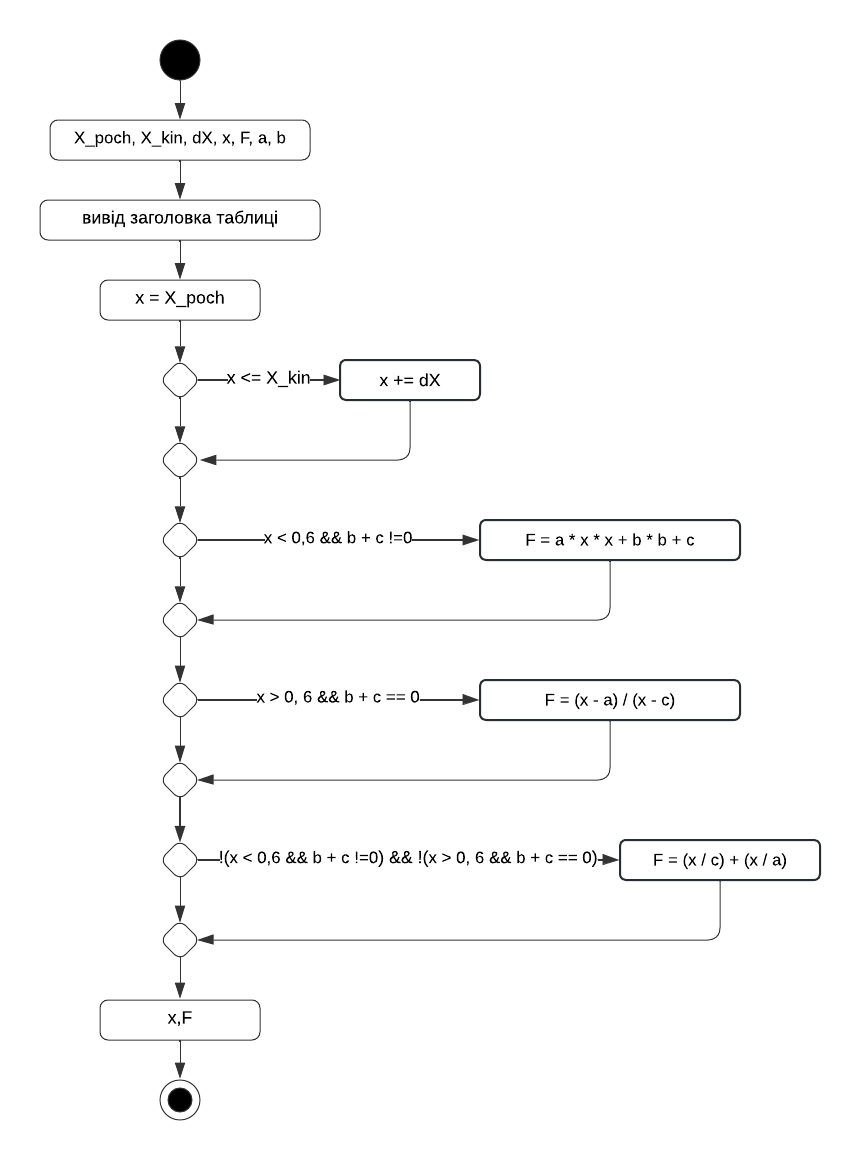 X_poch, X_kin, dX, x, F, a, b
вивід заголовка таблиці
x = X_poch
x <= X_kin
x += dX
x < 0,6 && b + c !=0
F = a * x * x + b * b + c
x > 0, 6 && b + c == 0
F = (x - a) / (x - c)
!(x < 0,6 && b + c !=0) && !(x > 0, 6 && b + c == 0)
F = (x / c) + (x / a)
x,F